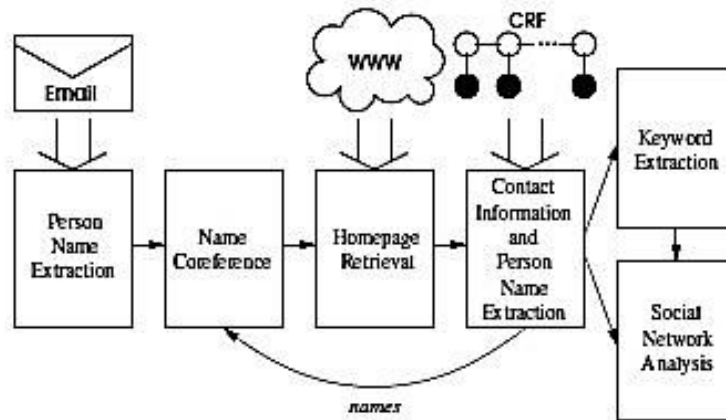 CRF
WWW
Email
Person
Name
Extraction
Name
Coreference
Homepage
Retrieval
Contact
Information
and
Person
Name
Extraction
Keyword
Extraction
Social
Network
Analysis
names